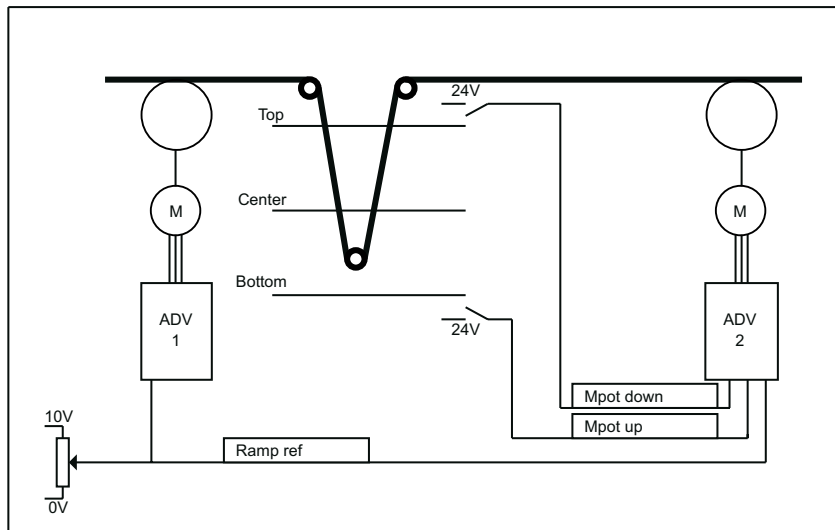 24V
Top
M
M
Center
Bottom
24V
ADV
1
ADV
2
Mpot down
Mpot up
10V
Ramp ref
0V